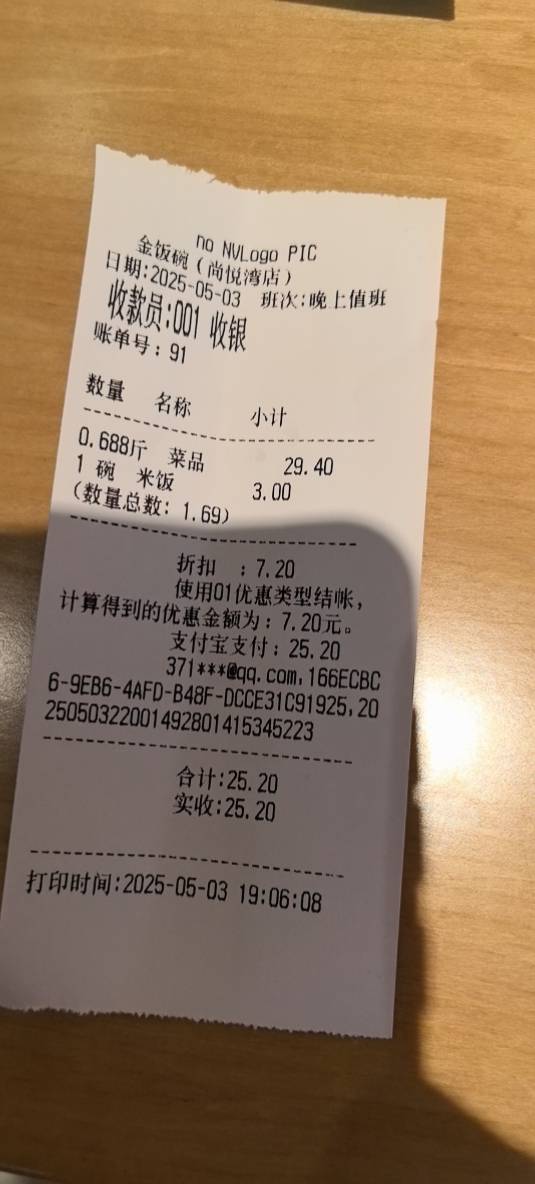 no NVLogo PIC
金饭碗（尚悦湾店）
日期:2025-05-03 班次:晚上值班
收款员:001 收银
账单号：91
数量 名称 小计
0.688斤 菜品 29.40
1 碗 米饭 3.00
（数量总数: 1.69）
折扣 :7.20
使用01优惠类型结帐，
计算得到的优惠金额为：7.20元。
支付宝支付: 25.20
371***@qq.com,166ECBC
6-9EB6-4AFD-B48F-DCCE31C91925,20
250503220014928014​15345223
合计:25.20
实收:25.20
打印时间:2025-05-03 19:06:08